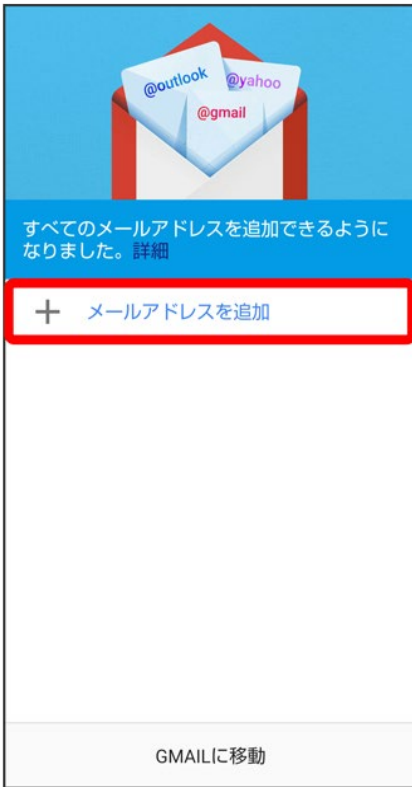 @outlook
@yahoo
@gmail
すべてのメールアドレスを追加できるように
なりました。詳細
＋ メールアドレスを追加
GMAILに移動